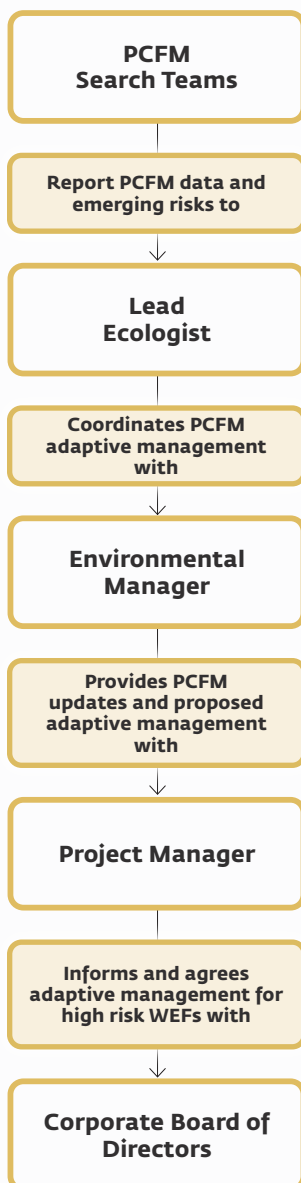 PCFM
Search Teams
Report PCFM data and
emerging risks to
Lead
Ecologist
Coordinates PCFM
adaptive management
with
Environmental
Manager
Provides PCFM
updates and proposed
adaptive management
with
Project Manager
Informs and agrees
adaptive management for
high risk WEFs with
Corporate Board of
Directors